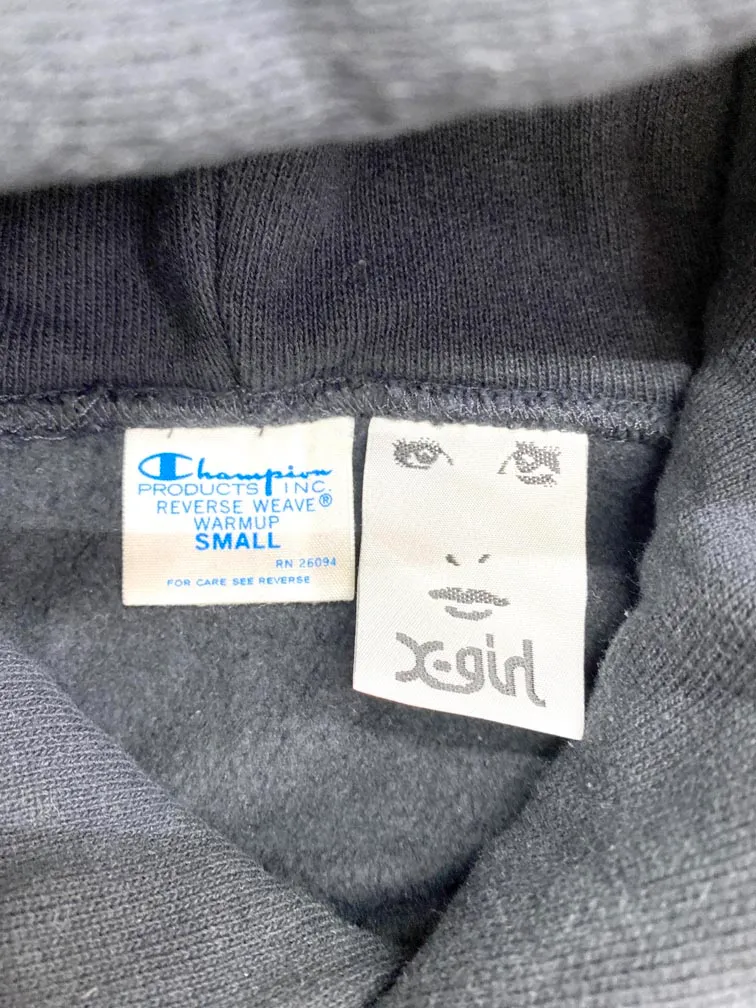 Champion
PRODUCTS INC.
REVERSE WEAVE®
WARMUP
SMALL
RN 26094
FOR CARE SEE REVERSE
X-girl